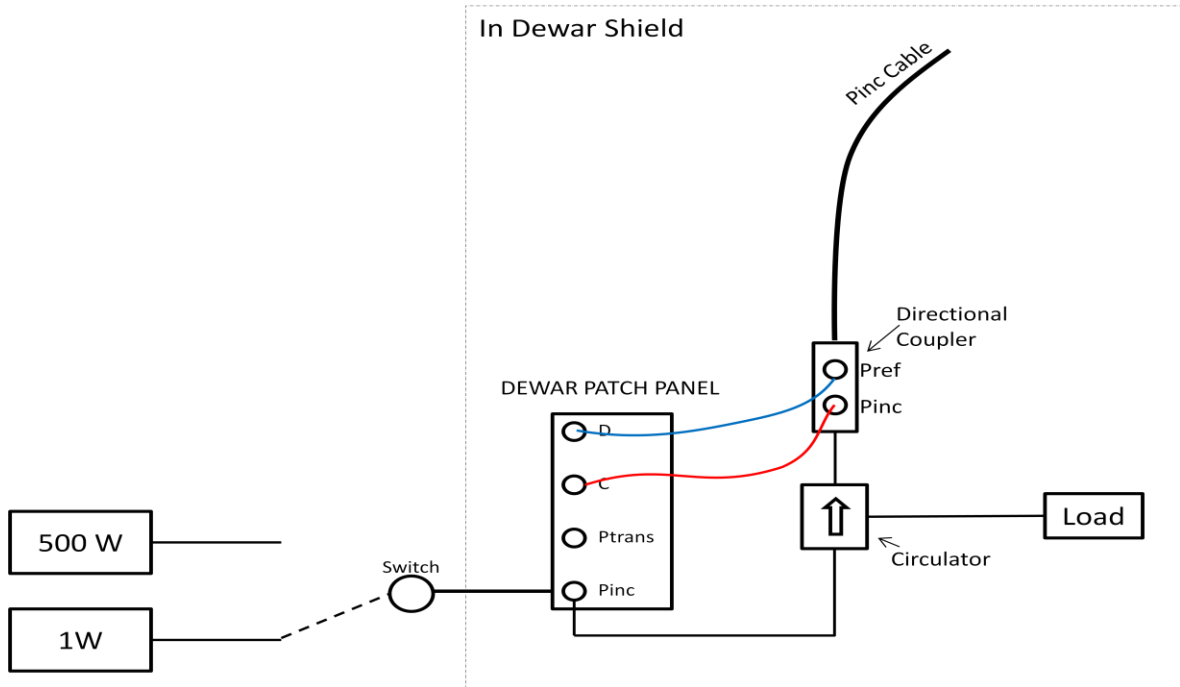 In Dewar Shield
Pinc Cable
Directional
Coupler
Pref
Pinc
DEWAR PATCH PANEL
D
C
Ptrans
Pinc
500 W
1W
Switch
Circulator
Load